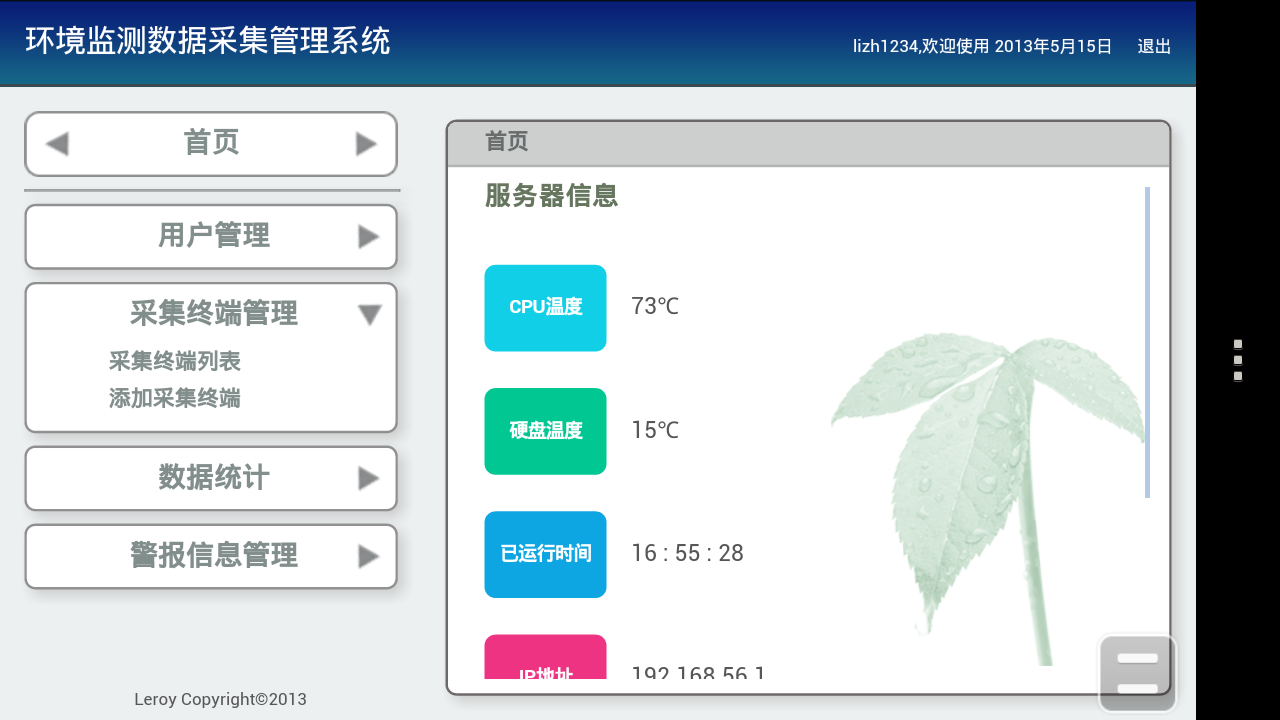 环境监测数据采集管理系统
lizh1234,欢迎使用 2013年5月15日 退出
首页
用户管理
采集终端管理
采集终端列表
添加采集终端
数据统计
警报信息管理
Leroy Copyright©2013
首页
服务器信息
CPU温度 73℃
硬盘温度 15℃
已运行时间 16 : 55 : 28
IP地址 192.168.56.1